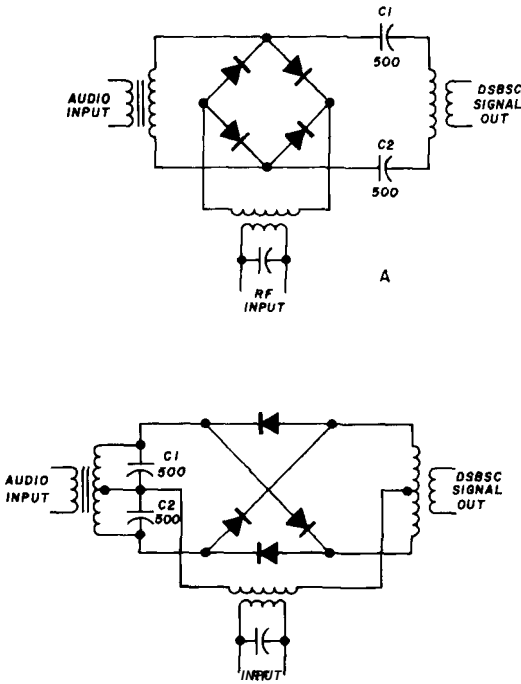 C1
500
AUDIO
INPUT
DSBSC
SIGNAL
OUT
C2
500
RF
INPUT
A
C1
500
AUDIO
INPUT
C2
500
DSBSC
SIGNAL
OUT
INPUT